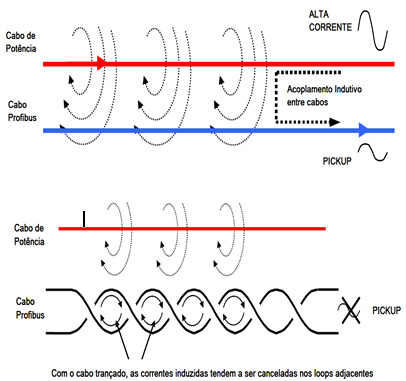 ALTA
CORRENTE
Cabo de
Potência
Acoplamento Indutivo
entre cabos
Cabo
Profibus
PICKUP
I
Cabo de
Potência
Cabo
Profibus
PICKUP
Com o cabo trançado, as correntes induzidas tendem a ser canceladas nos loops adjacentes